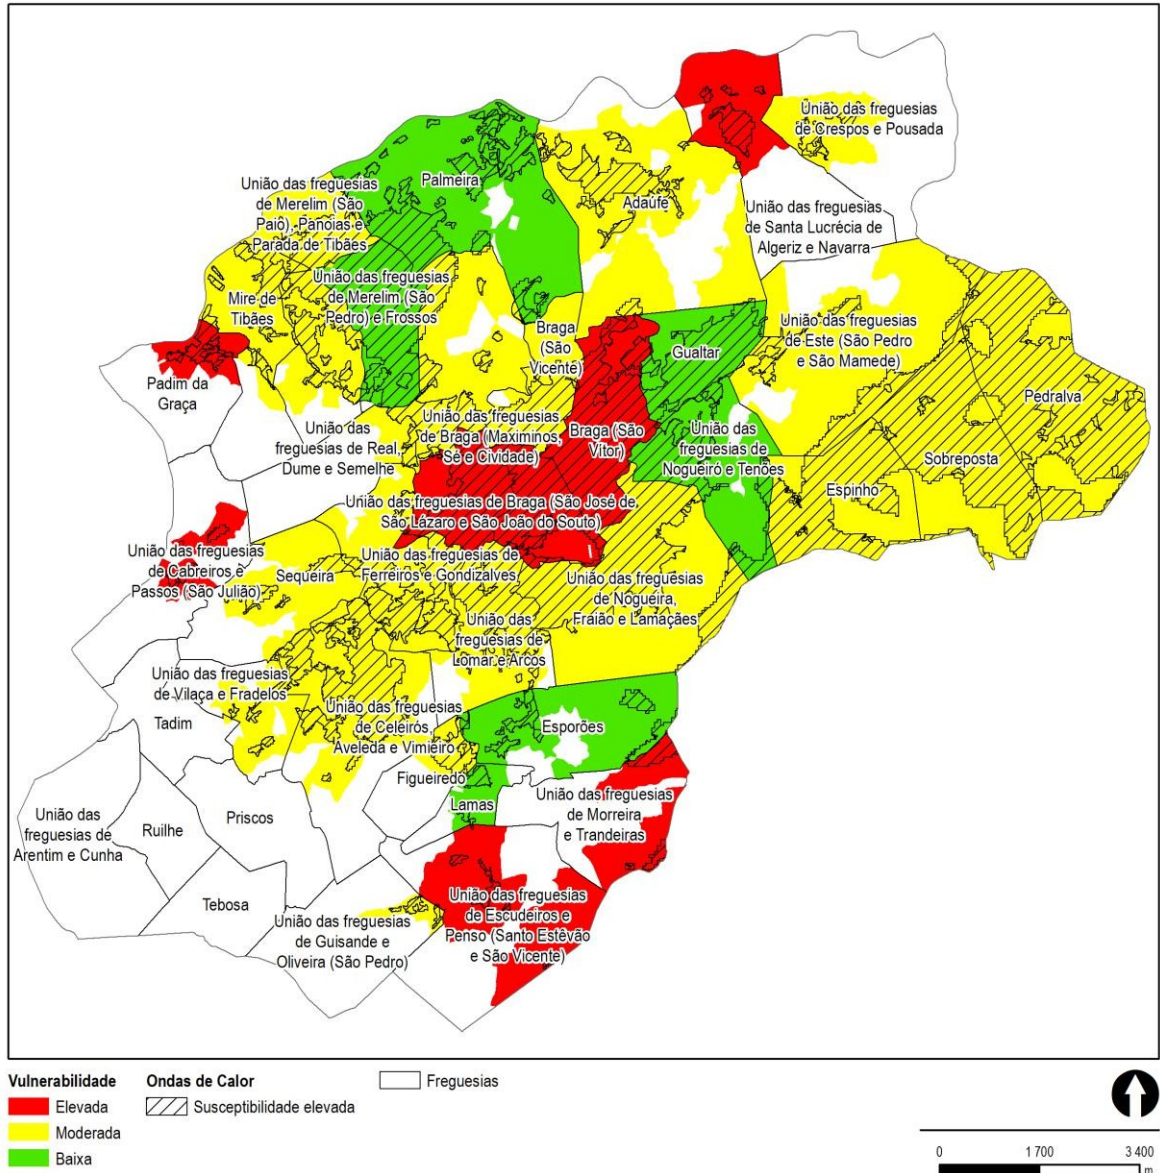 União das freguesias
de Crespos e Pousada
Palmeira
União das freguesias
de Merelim (São
Paio), Panoias e
Parada de Tibães
Adaúfe
União das freguesias
de Santa Lucrécia de
Algeriz e Navarra
União das freguesias
de Merelim (São
Pedro) e Frossos
Mire de
Tibães
Braga
(São
Vicente)
Gualtar
União das freguesias
de Este (São Pedro
e São Mamede)
Padim da
Graça
Pedralva
União das
freguesias de Real,
Dume e Semelhe
União das freguesias
de Braga (Maximinos,
Sé e Cividade)
Braga (São
Vítor)
União das
freguesias de
Nogueiró e Tenões
Sobreposta
Espinho
União das freguesias de Braga (São José de
São Lázaro e São João do Souto)
União das freguesias
de Cabreiros e
Passos (São Julião)
Sequeira
União das freguesias de
Ferreiros e Gondizalves
União das freguesias
de Nogueira,
Fraião e Lamaçães
União das
freguesias de
Lomar e Arcos
União das freguesias
de Vilaça e Fradelos
Tadim
União das freguesias
de Celeirós,
Aveleda e Vimieiro
Esporões
Figueiredo
Lamas
União das freguesias
de Morreira
e Trandeiras
União das
freguesias de
Arentim e Cunha
Ruilhe
Priscos
Tebosa
União das freguesias
de Guisande e
Oliveira (São Pedro)
União das freguesias
de Escudeiros e
Penso (Santo Estêvão
e São Vicente)
Vulnerabilidade
Elevada
Moderada
Baixa
Ondas de Calor
Susceptibilidade elevada
Freguesias
0 1 700 3 400
m